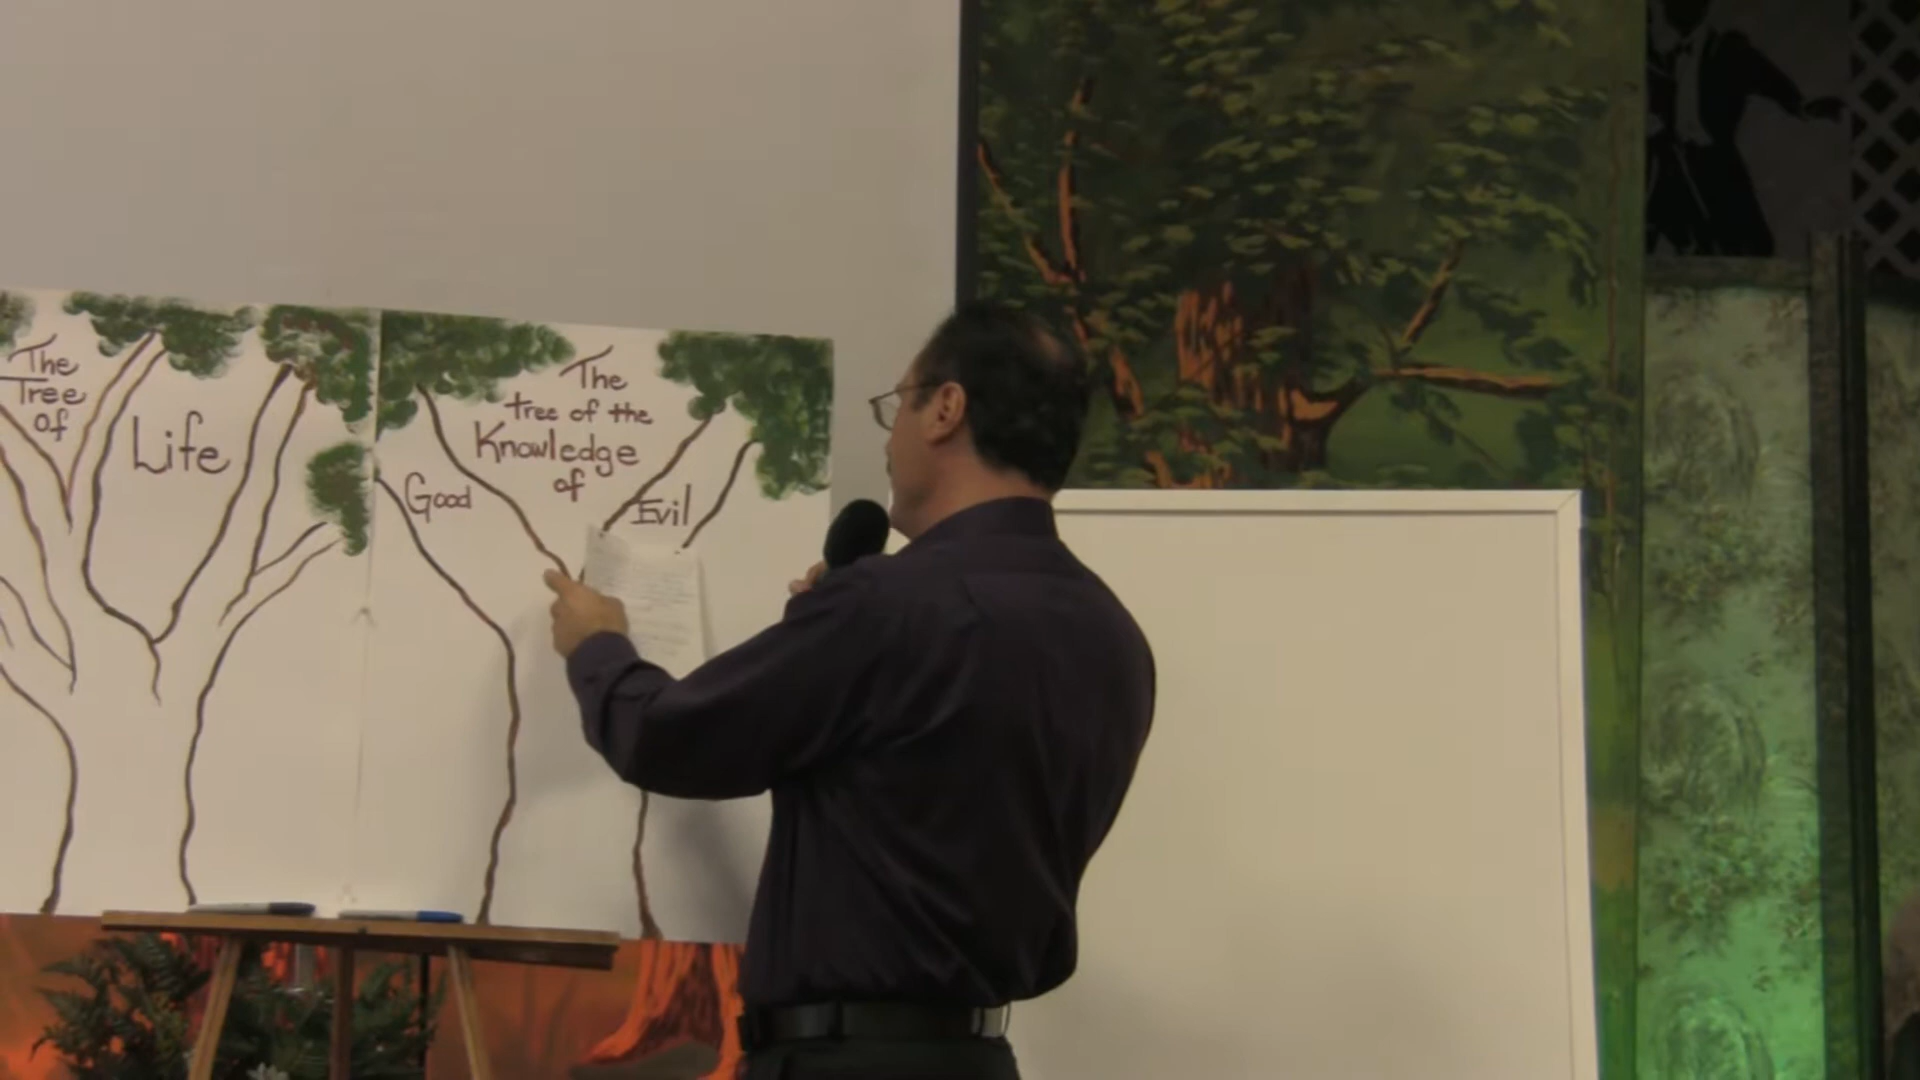 The
Tree
of
Life
The
tree of the
Knowledge
of
Good
Evil